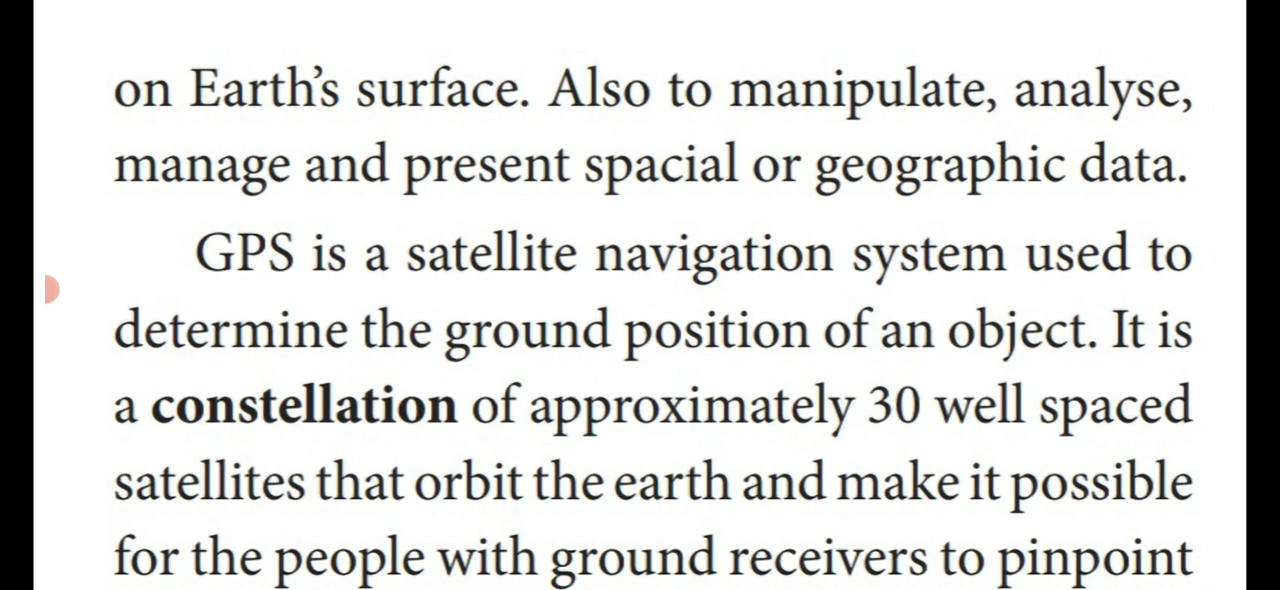 on Earth’s surface. Also to manipulate, analyse,
manage and present spacial or geographic data.
GPS is a satellite navigation system used to
determine the ground position of an object. It is
a constellation of approximately 30 well spaced
satellites that orbit the earth and make it possible
for the people with ground receivers to pinpoint